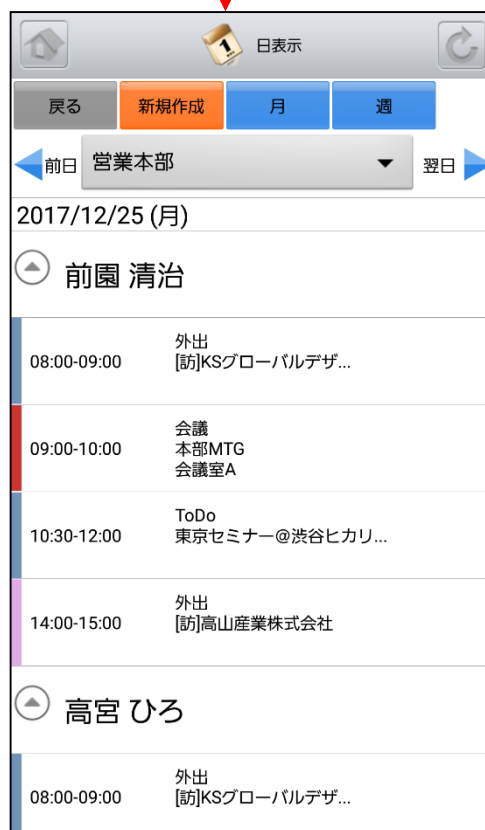 1
日表示
戻る 新規作成 月 週
前日 営業本部 翌日
2017/12/25 (月)
前園 清治
外出
08:00-09:00 [訪]KSグローバルデザ...
会議
09:00-10:00 本部MTG
会議室A
ToDo
10:30-12:00 東京セミナー@渋谷ヒカリ...
外出
14:00-15:00 [訪]高山産業株式会社
高宮 ひろ
外出
08:00-09:00 [訪]KSグローバルデザ...